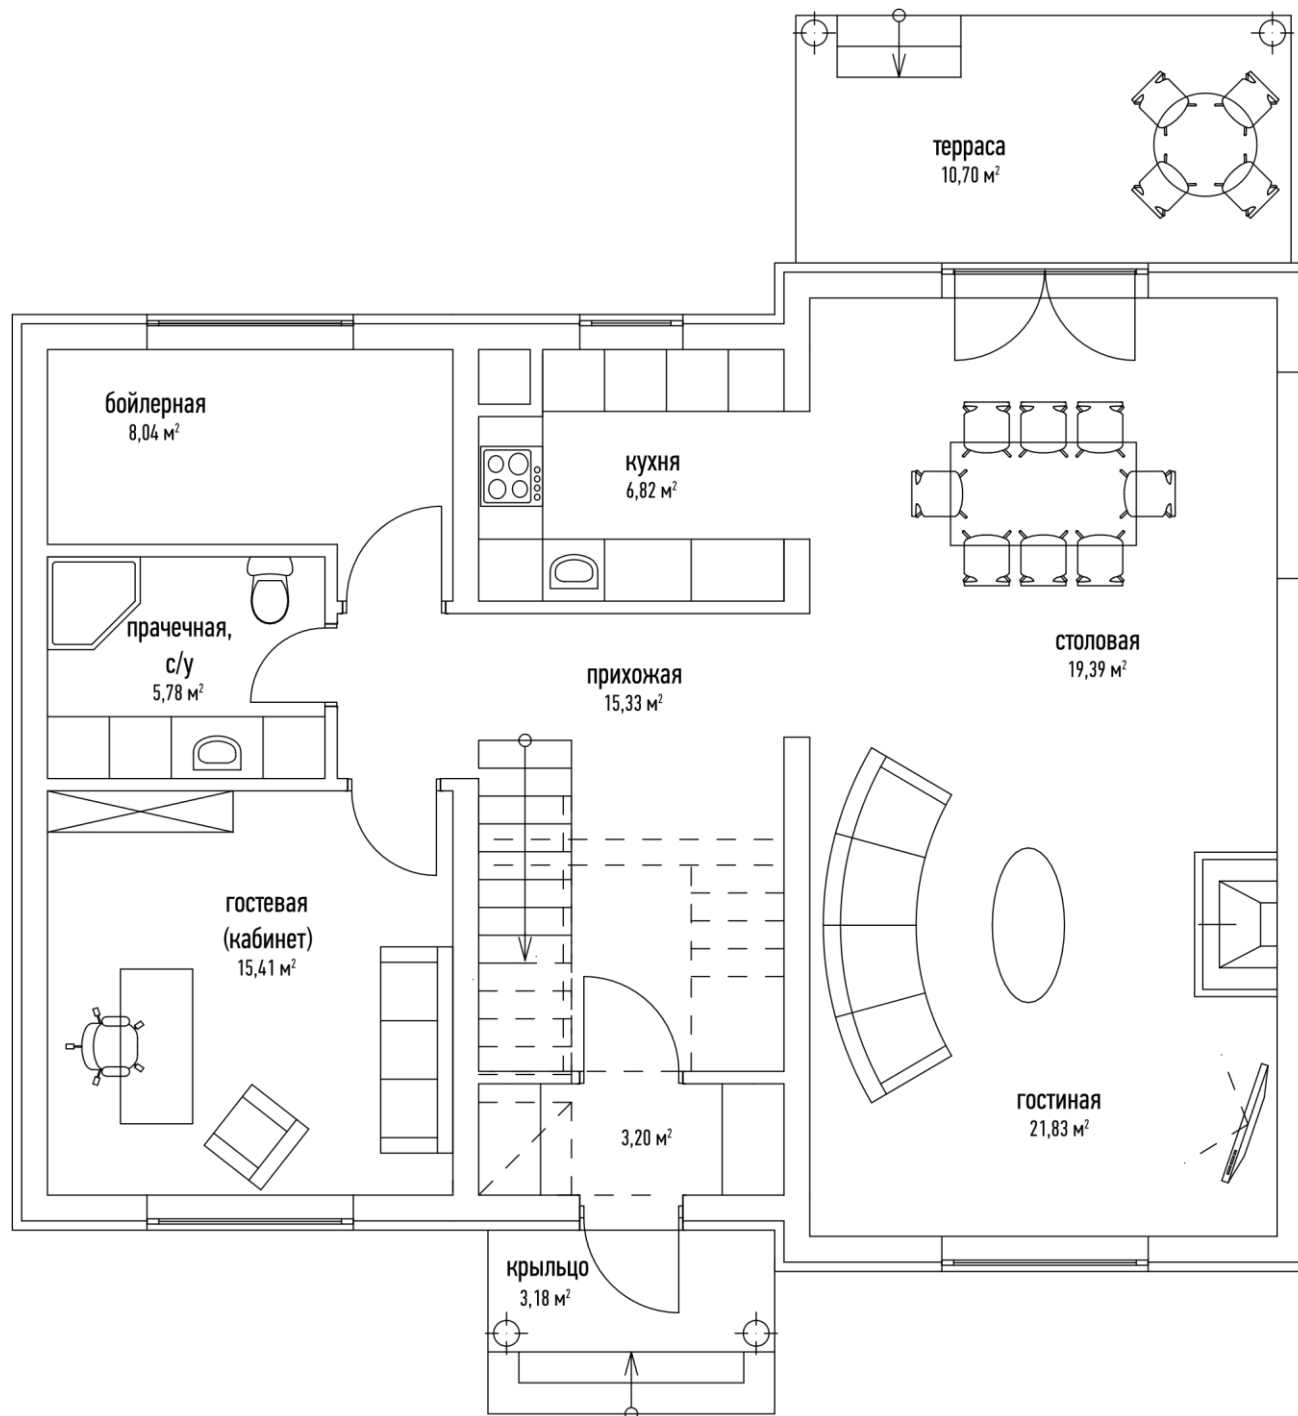 терраса
10,70 м²
бойлерная
8,04 м²
кухня
6,82 м²
прачечная,
с/у
5,78 м²
прихожая
15,33 м²
столовая
19,39 м²
гостевая
(кабинет)
15,41 м²
3,20 м²
гостиная
21,83 м²
крыльцо
3,18 м²